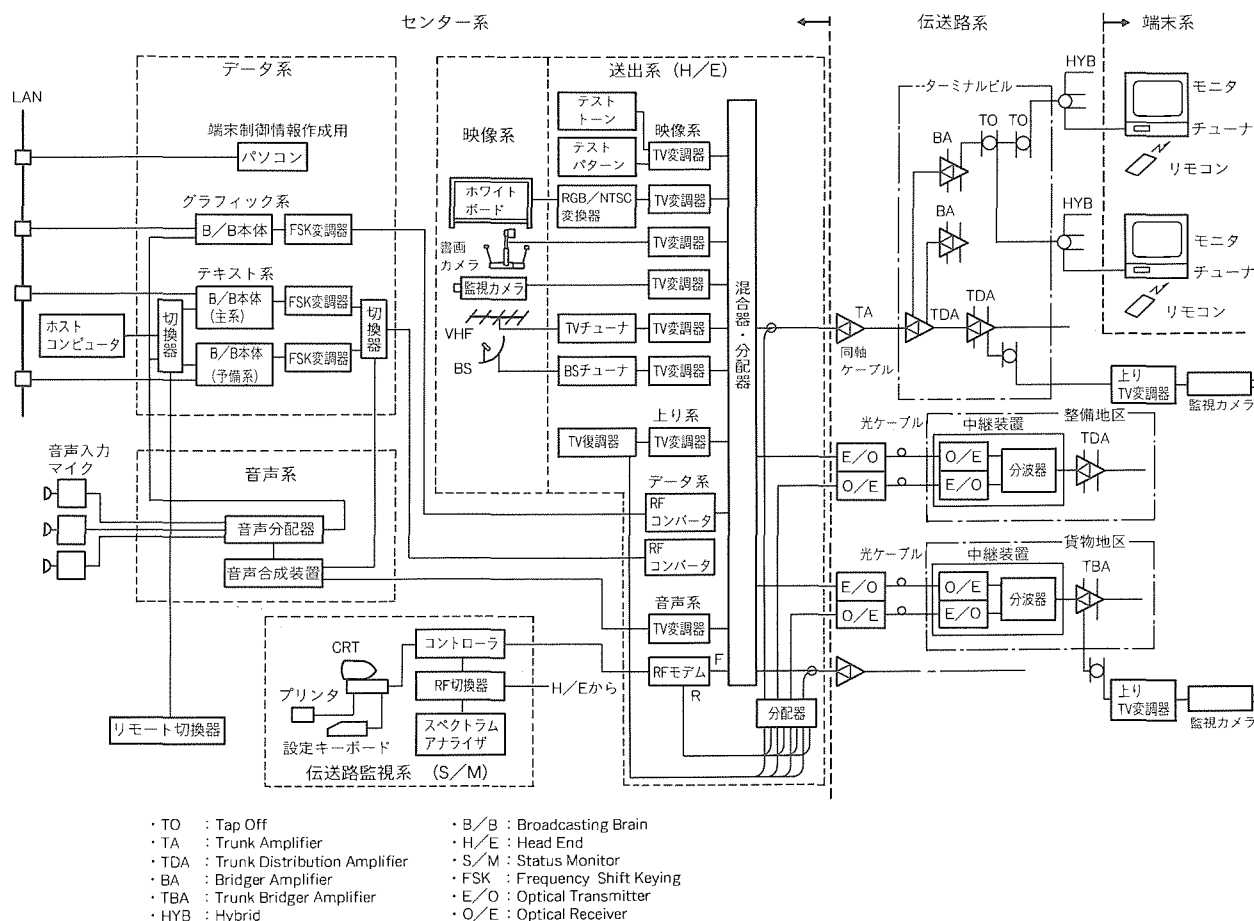 センター系
伝送路系
端末系
データ系
LAN
端末制御情報作成用
パソコン
グラフィック系
B/B本体
FSK変調器
テキスト系
B/B本体
(主系)
FSK変調器
切換器
切換器
ホスト
コンピュータ
B/B本体
(予備系)
FSK変調器
音声入力
マイク
音声系
音声分配器
音声合成装置
リモート切換器
CRT
プリンタ
設定キーボード
コントローラ
RF切換器
スペクトラム
アナライザ
H/Eから
伝送路監視系 (S/M)
映像系
ホワイト
ボード
書画
カメラ
監視カメラ
VHF
BS
送出系 (H/E)
テスト
トーン
テスト
パターン
映像系
TV変調器
RGB/NTSC
変換器
TV変調器
TV変調器
TV変調器
TVチューナ
TV変調器
BSチューナ
TV変調器
上り系
TV復調器
TV変調器
データ系
RF
コンバータ
RF
コンバータ
音声系
TV変調器
RFモデム
F
R
混合器・分配器
分配器
TA
同軸
ケーブル
ターミナルビル
BA
TO
TO
BA
TDA
TDA
HYB
モニタ
チューナ
リモコン
HYB
モニタ
チューナ
リモコン
上り
TV変調器
監視カメラ
光ケーブル
整備地区
中継装置
E/O
O/E
O/E
E/O
分波器
TDA
光ケーブル
貨物地区
中継装置
E/O
O/E
O/E
E/O
分波器
TBA
上り
TV変調器
監視カメラ
・TO : Tap Off
・TA : Trunk Amplifier
・TDA : Trunk Distribution Amplifier
・BA : Bridger Amplifier
・TBA : Trunk Bridger Amplifier
・HYB : Hybrid
・B/B : Broadcasting Brain
・H/E : Head End
・S/M : Status Monitor
・FSK : Frequency Shift Keying
・E/O : Optical Transmitter
・O/E : Optical Receiver